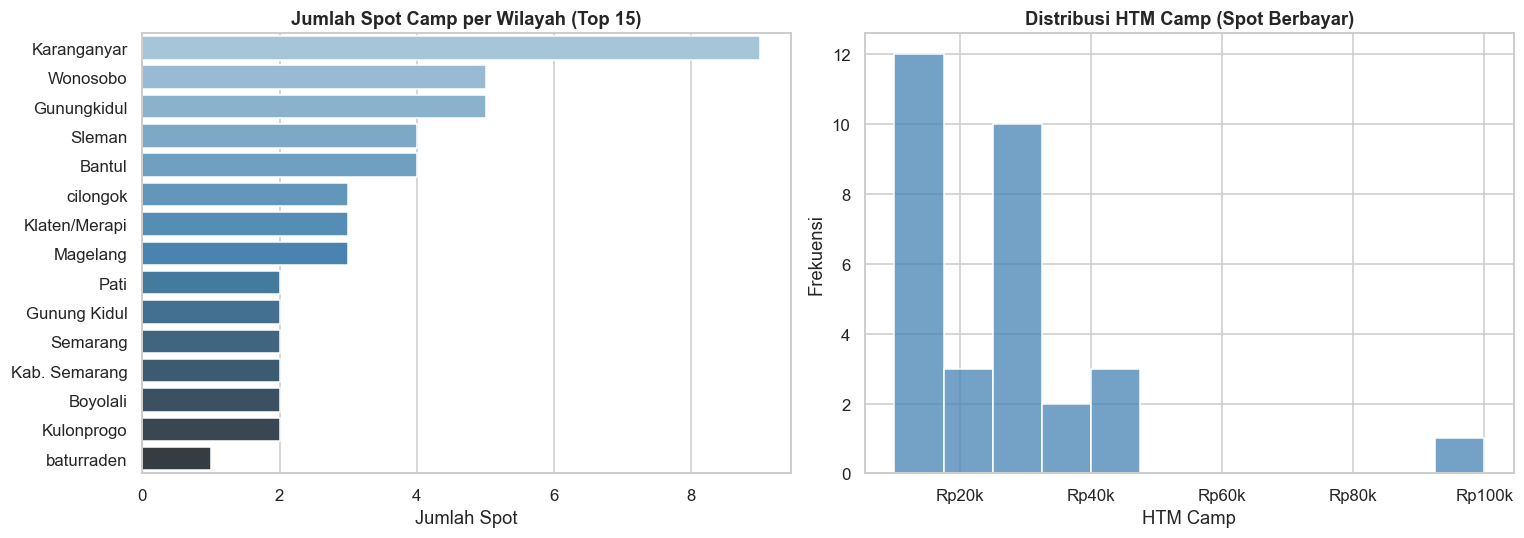 Jumlah Spot Camp per Wilayah (Top 15)
Karanganyar
Wonosobo
Gunungkidul
Sleman
Bantul
cilongok
Klaten/Merapi
Magelang
Pati
Gunung Kidul
Semarang
Kab. Semarang
Boyolali
Kulonprogo
baturraden
0 2 4 6 8
Jumlah Spot
Distribusi HTM Camp (Spot Berbayar)
Frekuensi
12
10
8
6
4
2
0
Rp20k Rp40k Rp60k Rp80k Rp100k
HTM Camp